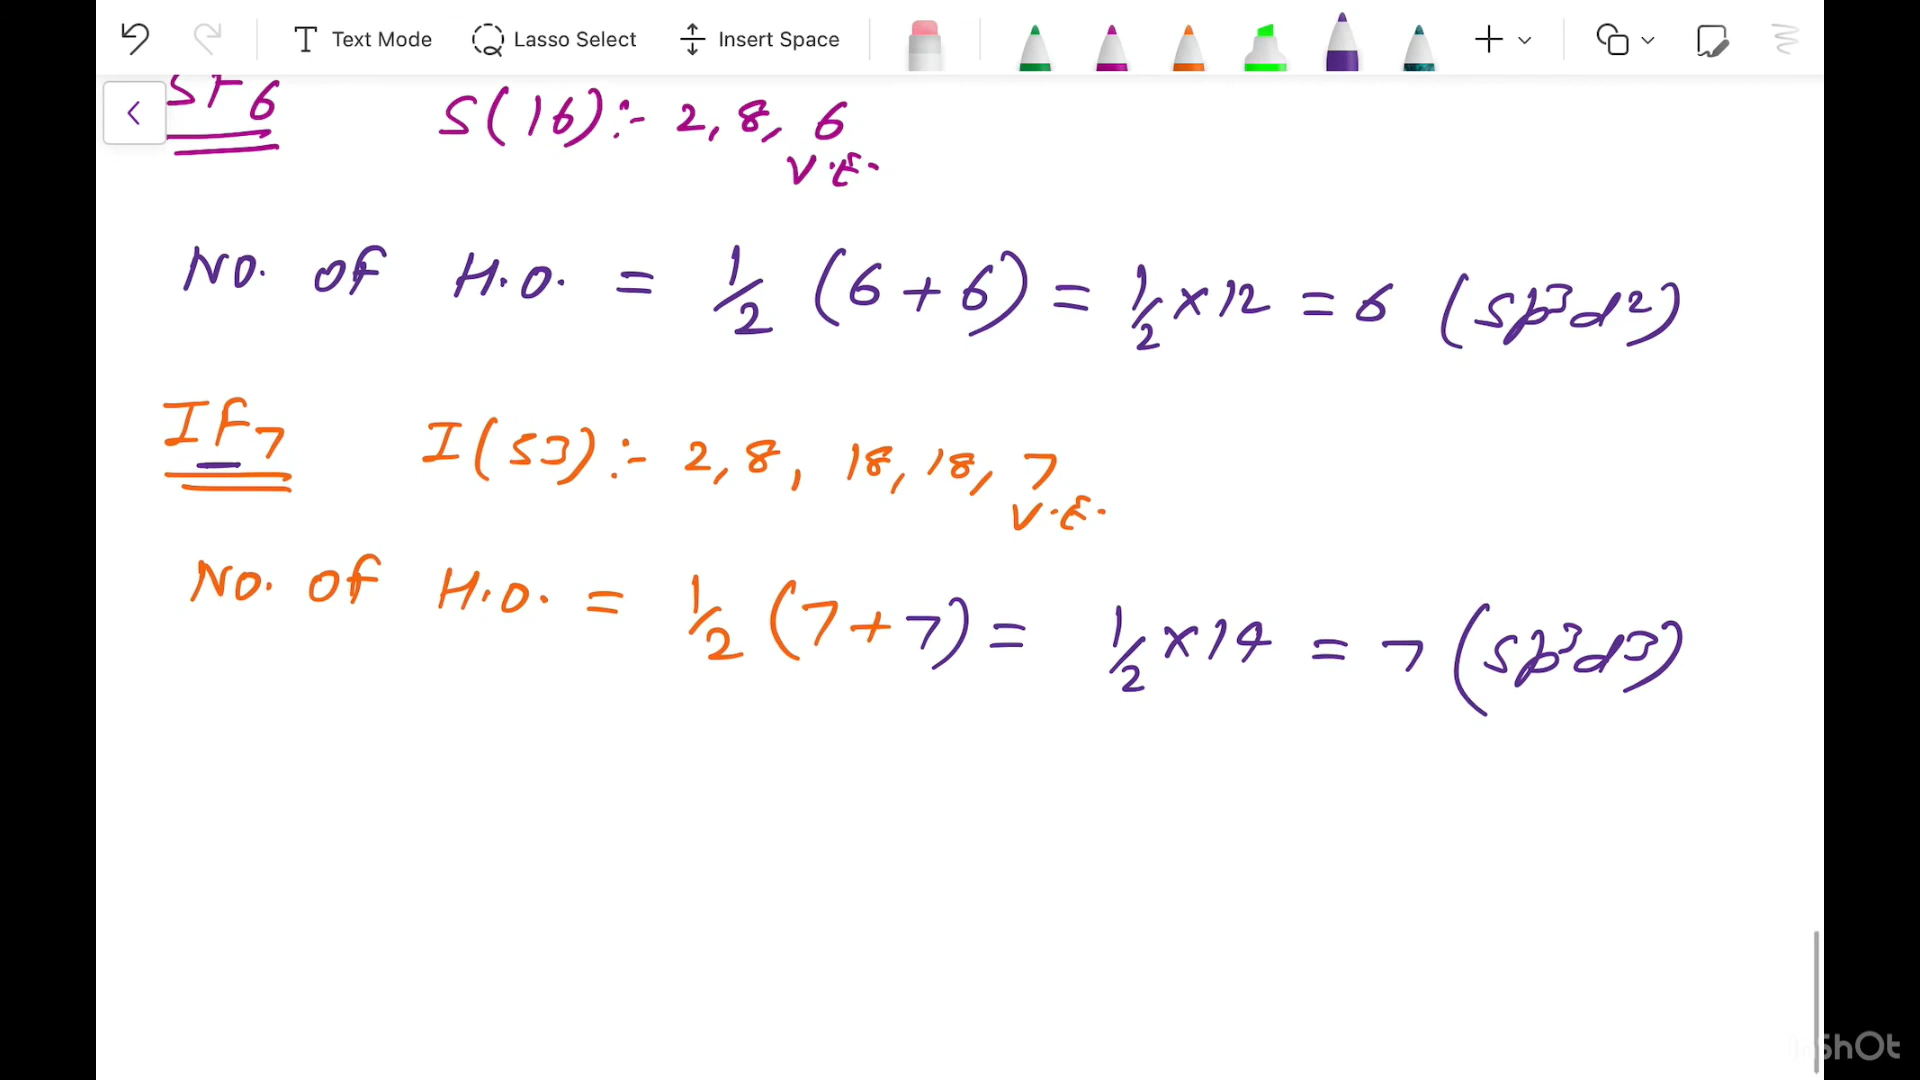 Text Mode Lasso Select Insert Space
SF6 S(16):- 2, 8, 6
V.E.
No. of H.O. = 1/2 (6+6) = 1/2 × 12 = 6 (sp³d²)
IF7 I(53):- 2, 8, 18, 18, 7
V.E.
No. of H.O. = 1/2 (7+7) = 1/2 × 14 = 7 (sp³d³)
InShOt